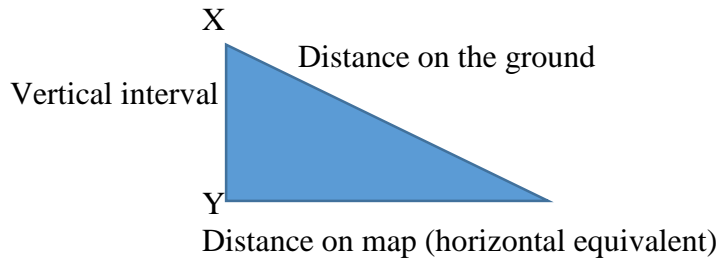 X
Distance on the ground
Vertical interval
Y
Distance on map (horizontal equivalent)